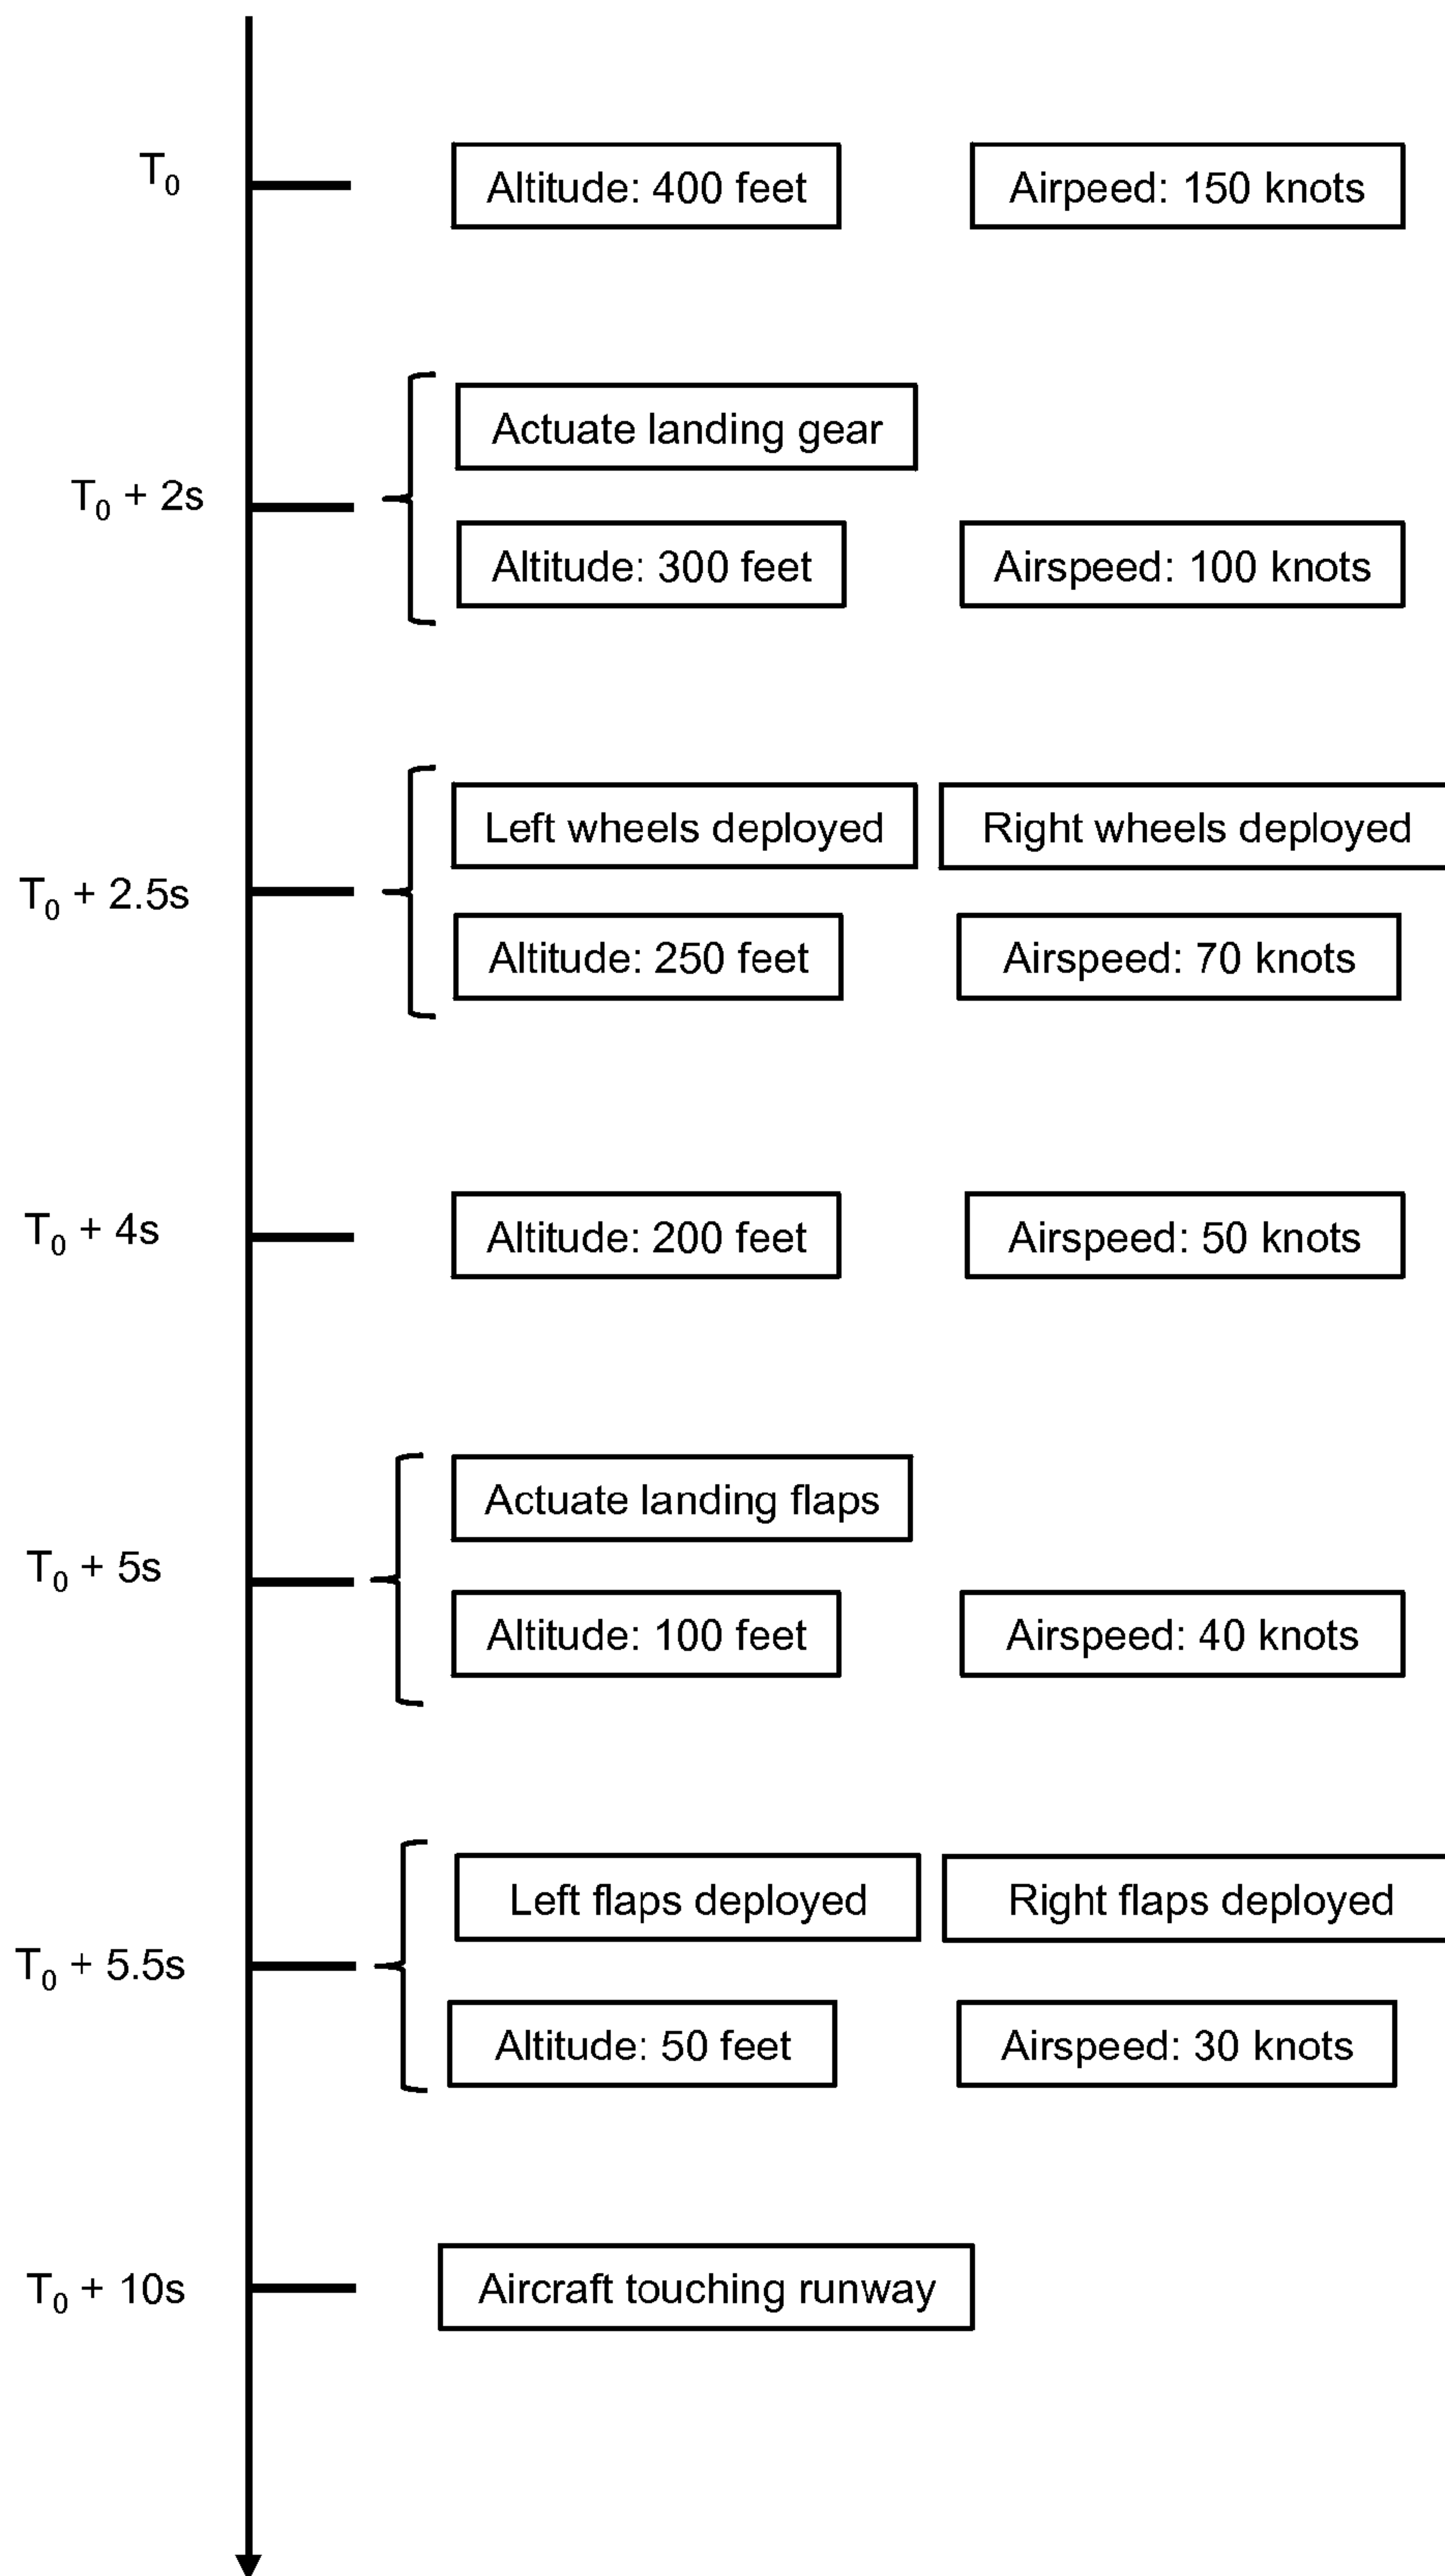 T0
Altitude: 400 feet
Airpeed: 150 knots
Actuate landing gear
T0 + 2s
Altitude: 300 feet
Airspeed: 100 knots
Left wheels deployed
Right wheels deployed
T0 + 2.5s
Altitude: 250 feet
Airspeed: 70 knots
T0 + 4s
Altitude: 200 feet
Airspeed: 50 knots
Actuate landing flaps
T0 + 5s
Altitude: 100 feet
Airspeed: 40 knots
Left flaps deployed
Right flaps deployed
T0 + 5.5s
Altitude: 50 feet
Airspeed: 30 knots
T0 + 10s
Aircraft touching runway